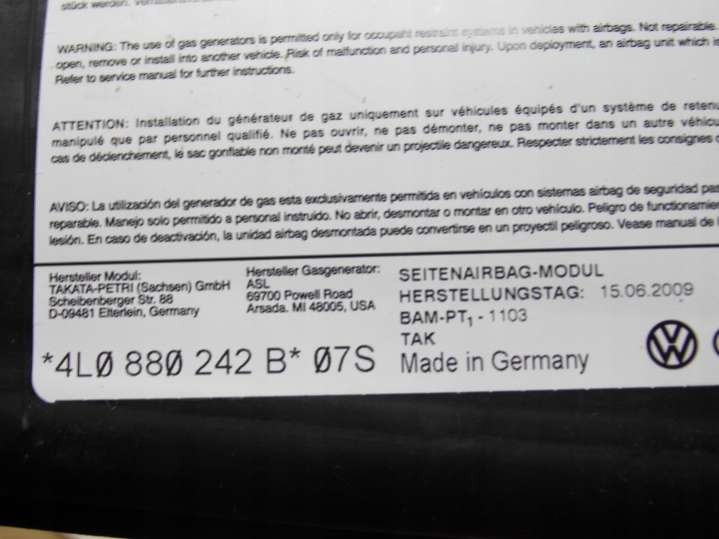 stück werden.
WARNING: The use of gas generators is permitted only for occupant restraint systems in vehicles with airbags. Not repairable.
open, remove or install into another vehicle. Risk of malfunction and personal injury. Upon deployment, an airbag unit which is
Refer to service manual for further instructions.
ATTENTION: Installation du générateur de gaz uniquement sur véhicules équipés d'un système de
manipulé que par personnel qualifié. Ne pas ouvrir, ne pas démonter, ne pas monter dans un autre
cas de déclenchement, le sac gonflable non monté peut devenir un projectile dangereux. Respecter strictement les consignes
AVISO: La utilización del generador de gas esta exclusivamente permitida en vehículos con sistemas airbag de seguridad
reparable. Manejo solo permitido a personal instruido. No abrir, desmontar o montar en otro vehículo. Peligro de
lesión. En caso de deactivación, la unidad airbag desmontada puede convertirse en un proyectil peligroso. Vease manual de
Hersteller Modul:
TAKATA-PETRI (Sachsen) GmbH
Scheibenberger Str. 88
D-09481 Elterlein, Germany
Hersteller Gasgenerator:
ASL
69700 Powell Road
Arsada. MI 48005, USA
SEITENAIRBAG-MODUL
HERSTELLUNGSTAG: 15.06.2009
BAM-PT₁ - 1103
TAK
Made in Germany
*4L0 880 242 B* 07S
VW